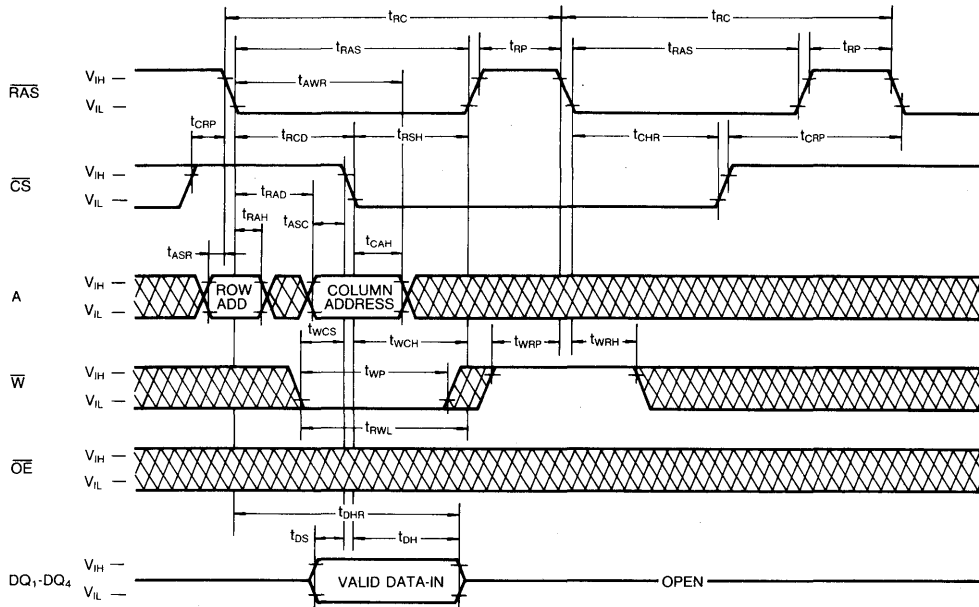 tRC tRC
tRAS tRP tRAS tRP
RAS VIH
tAWR
VIL
tCRP tRCD tRSH tCHR tCRP
CS VIH
VIL
tRAD
tRAH tASC
tASR tCAH
A VIH
VIL
ROW ADD
COLUMN ADDRESS
tWCS tWCH tWRP tWRH
W VIH
tWP
VIL
tRWL
OE VIH
VIL
tDHR
tDS tDH
DQ1-DQ4 VIH
VIL
VALID DATA-IN OPEN